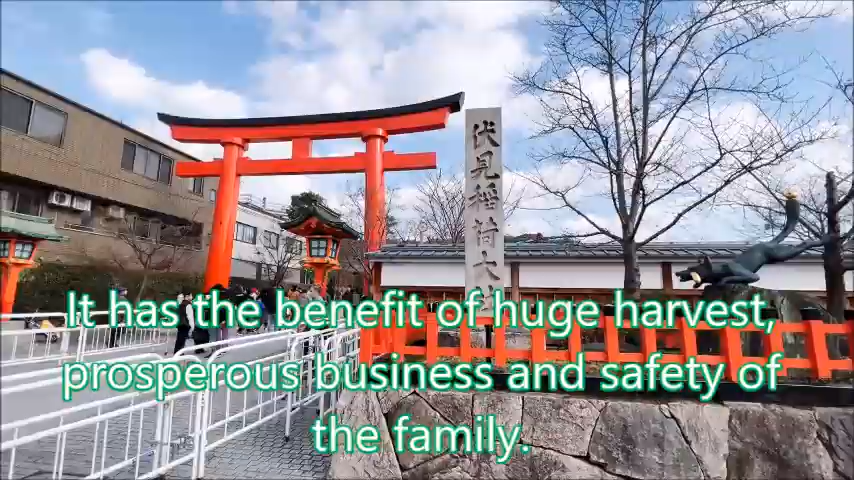 伏見稲荷大
It has the benefit of huge harvest,
prosperous business and safety of
the family.